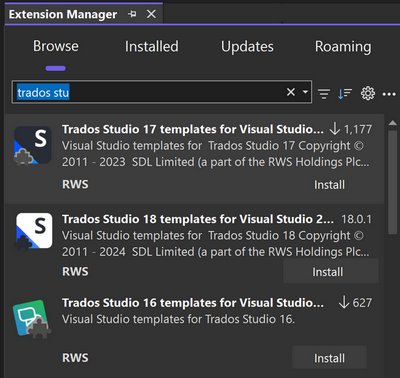 Extension Manager
Browse Installed Updates Roaming
trados stu
Trados Studio 17 templates for Visual Studio... 1,177
Visual Studio templates for Trados Studio 17 Copyright ©
2011 - 2023 SDL Limited (a part of the RWS Holdings Plc...
RWS Install
Trados Studio 18 templates for Visual Studio 2... 18.0.1
Visual Studio templates for Trados Studio 18 Copyright ©
2011 - 2024 SDL Limited (a part of the RWS Holdings Plc...
RWS Install
Trados Studio 16 templates for Visual Studio... 627
Visual Studio templates for Trados Studio 16.
RWS Install